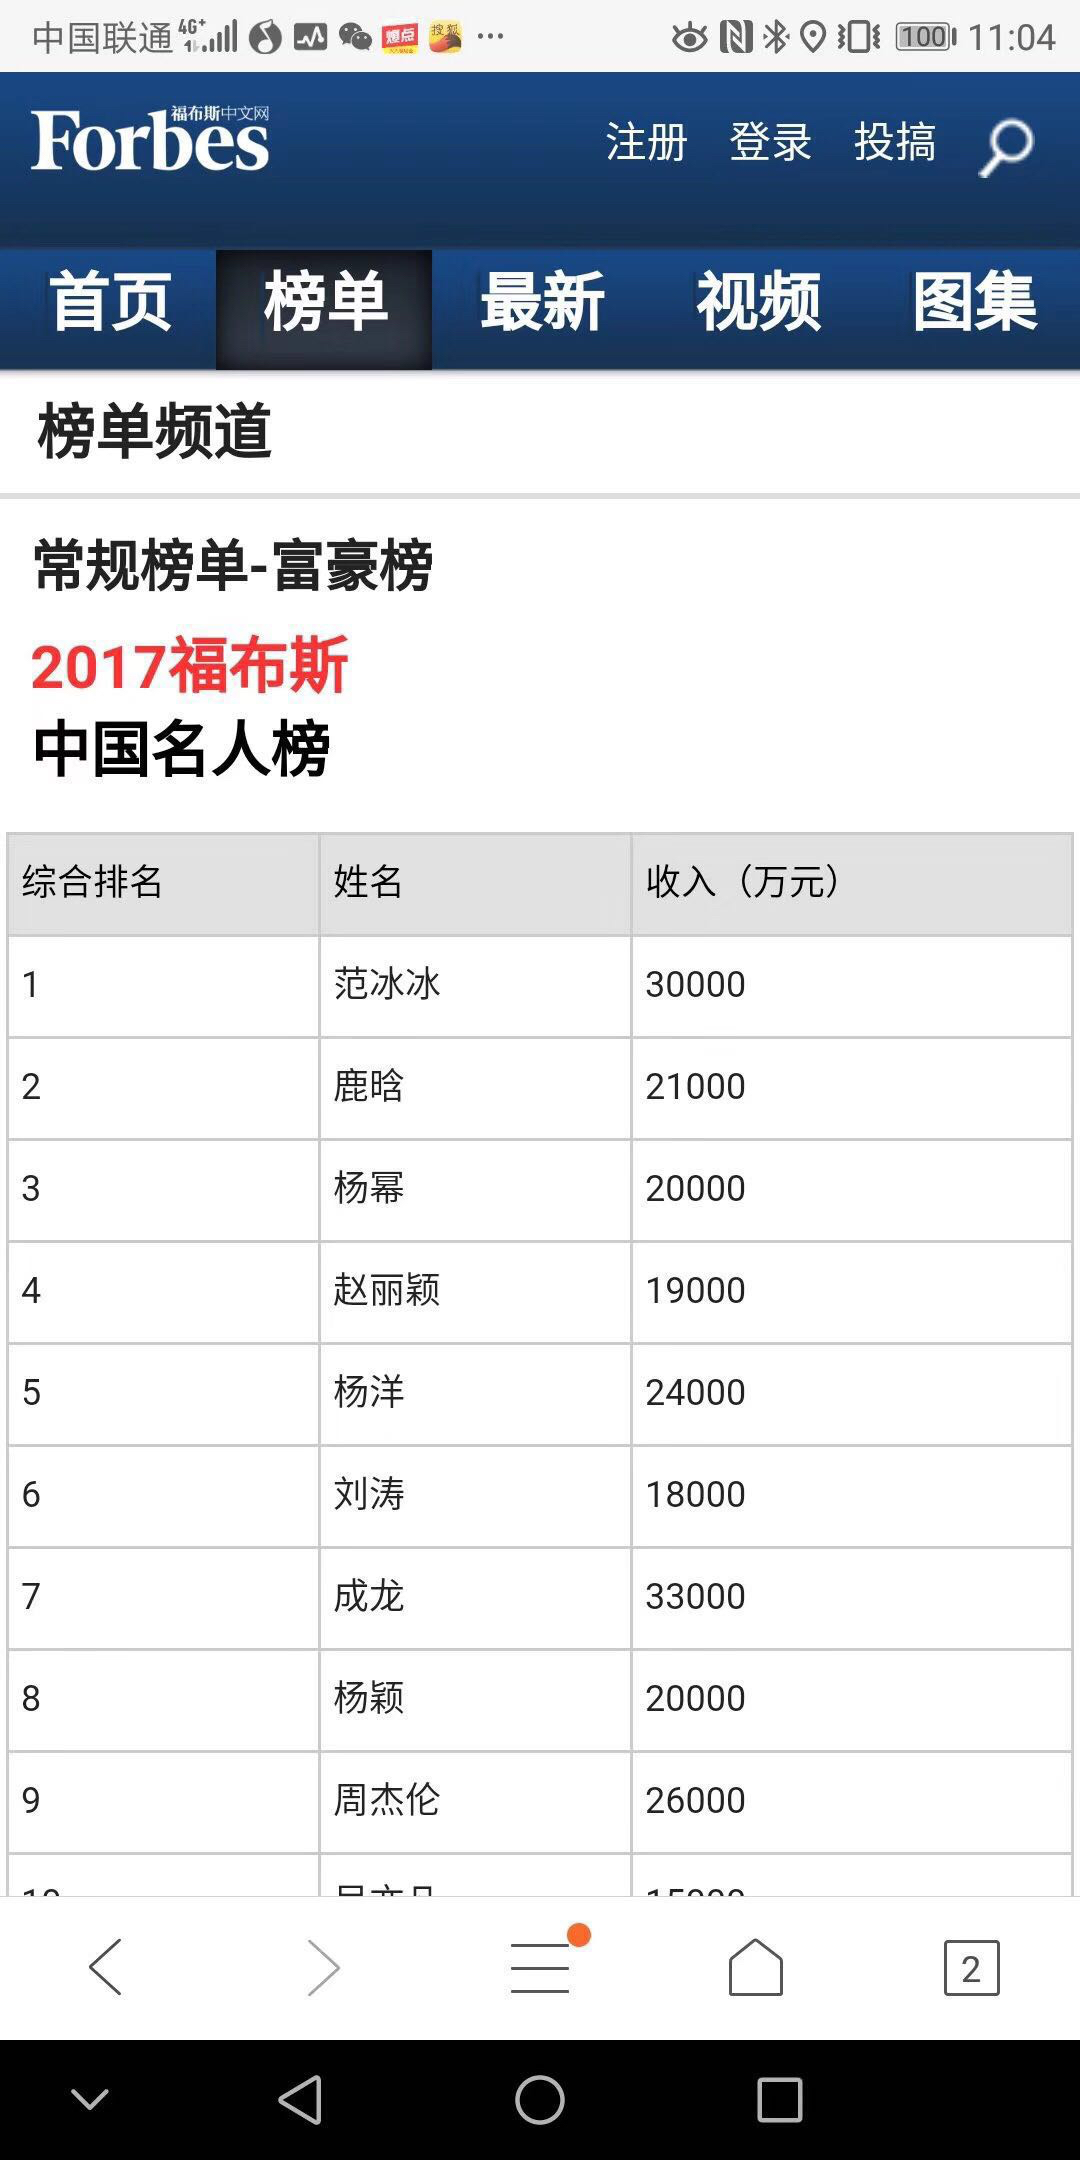 中国联通 4G+ 爆点 搜狐 ... 100 11:04
福布斯中文网
Forbes 注册 登录 投搞
首页 榜单 最新 视频 图集
榜单频道
常规榜单-富豪榜
2017福布斯
中国名人榜
综合排名 姓名 收入（万元）
1 范冰冰 30000
2 鹿晗 21000
3 杨幂 20000
4 赵丽颖 19000
5 杨洋 24000
6 刘涛 18000
7 成龙 33000
8 杨颖 20000
9 周杰伦 26000
2